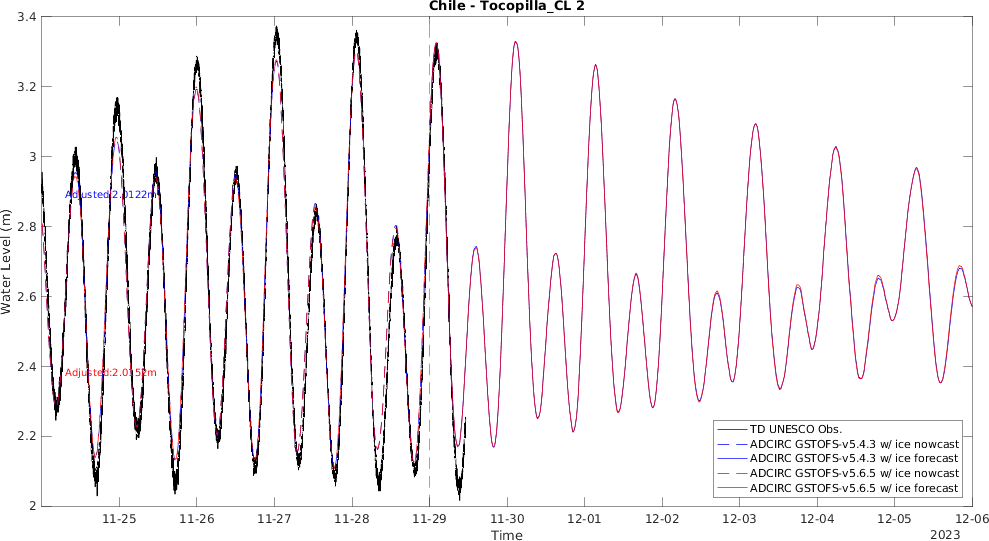 Chile - Tocopilla_CL 2
3.4
3.2
3
2.8
2.6
2.4
2.2
2
Water Level (m)
Adjusted:2.0122m
Adjusted:2.0152m
TD UNESCO Obs.
ADCIRC GSTOFS-v5.4.3 w/ ice nowcast
ADCIRC GSTOFS-v5.4.3 w/ ice forecast
ADCIRC GSTOFS-v5.6.5 w/ ice nowcast
ADCIRC GSTOFS-v5.6.5 w/ ice forecast
11-25
11-26
11-27
11-28
11-29
11-30
12-01
12-02
12-03
12-04
12-05
12-06
Time
2023